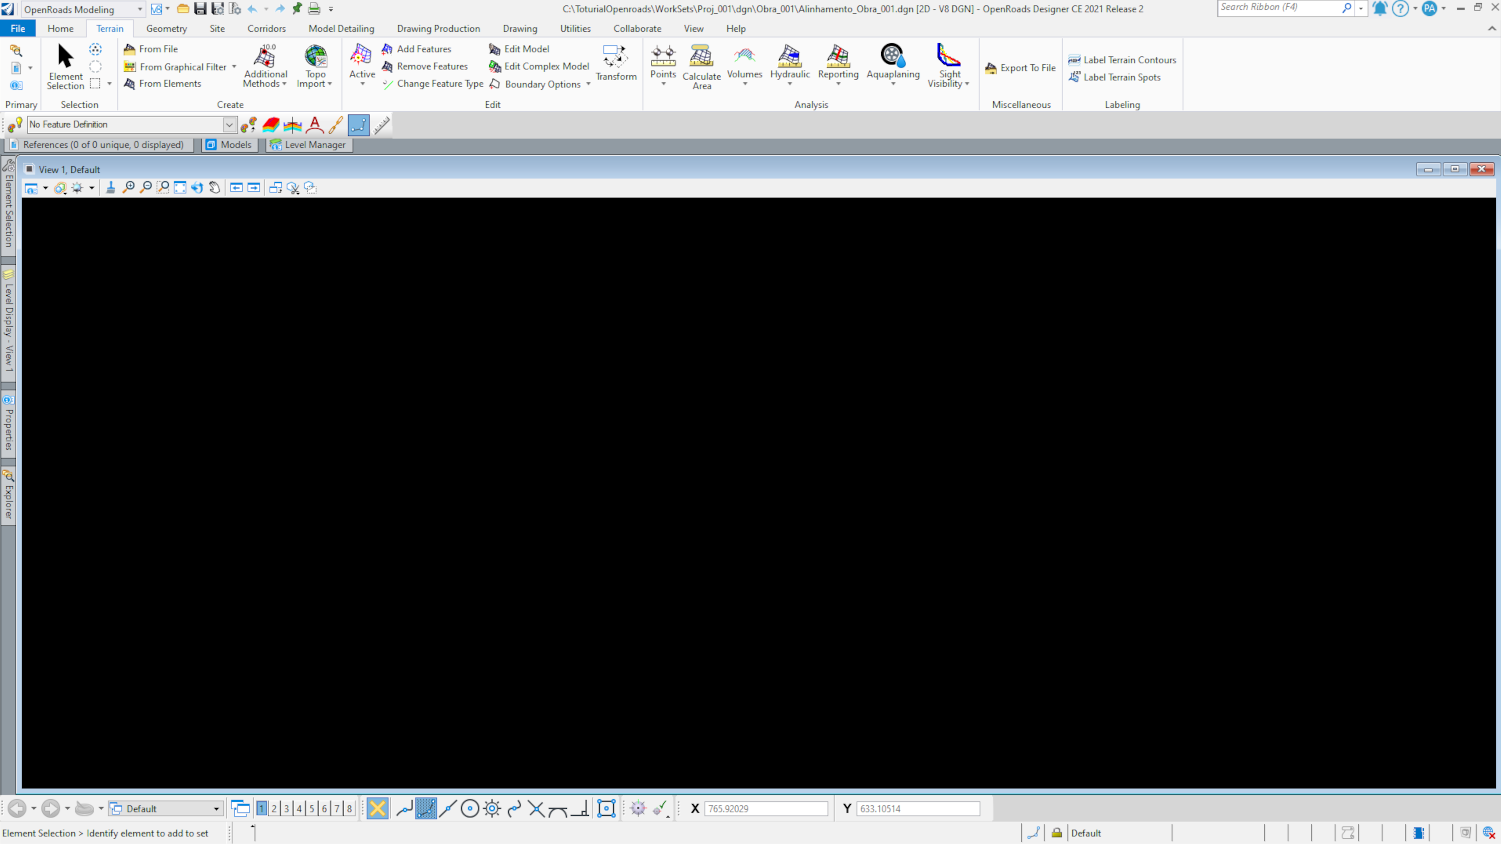 OpenRoads Modeling
C:\ToturialOpenroads\WorkSets\Proj_001\dgn\Obra_001\Alinhamento_Obra_001.dgn [2D - V8 DGN] - OpenRoads Designer CE 2021 Release 2
Search Ribbon (F4)
PA
File
Home
Terrain
Geometry
Site
Corridors
Model Detailing
Drawing Production
Drawing
Utilities
Collaborate
View
Help
Primary
Element
Selection
Selection
From File
From Graphical Filter
From Elements
10.0
Additional
Methods
Topo
Import
Create
Active
Add Features
Remove Features
Change Feature Type
Edit Model
Edit Complex Model
Boundary Options
Transform
Edit
Points
Calculate
Area
Volumes
Hydraulic
Reporting
Aquaplaning
Sight
Visibility
Analysis
Export To File
Miscellaneous
Label Terrain Contours
Label Terrain Spots
Labeling
No Feature Definition
References (0 of 0 unique, 0 displayed)
Models
Level Manager
View 1, Default
Element Selection
Level Display - View 1
Properties
Explorer
Default
1 2 3 4 5 6 7 8
X 765.92029
Y 633.10514
Element Selection > Identify element to add to set
Default